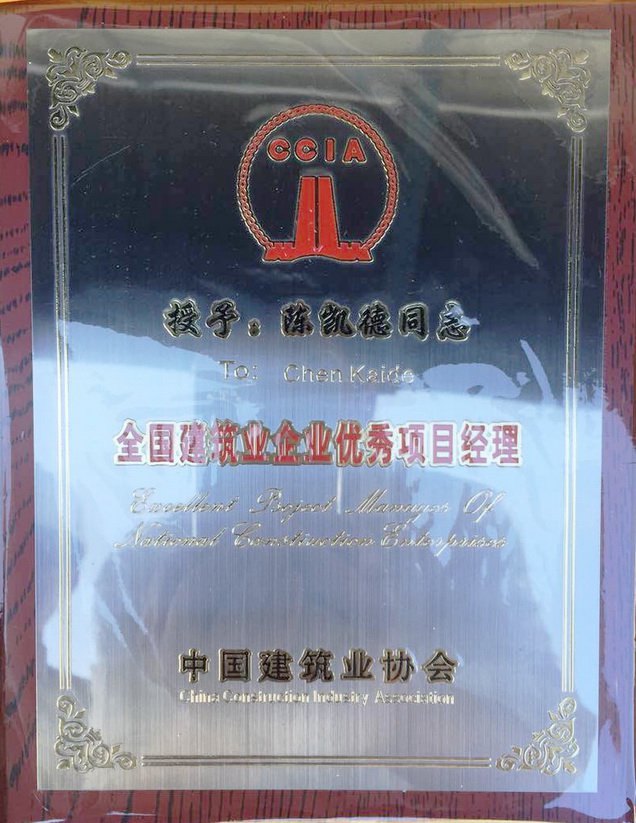 CCIA
授予：陈凯德同志
To: Chen Kaide
全国建筑业企业优秀项目经理
Excellent Project Manager Of
National Construction Enterprises
中国建筑业协会
China Construction Industry Association